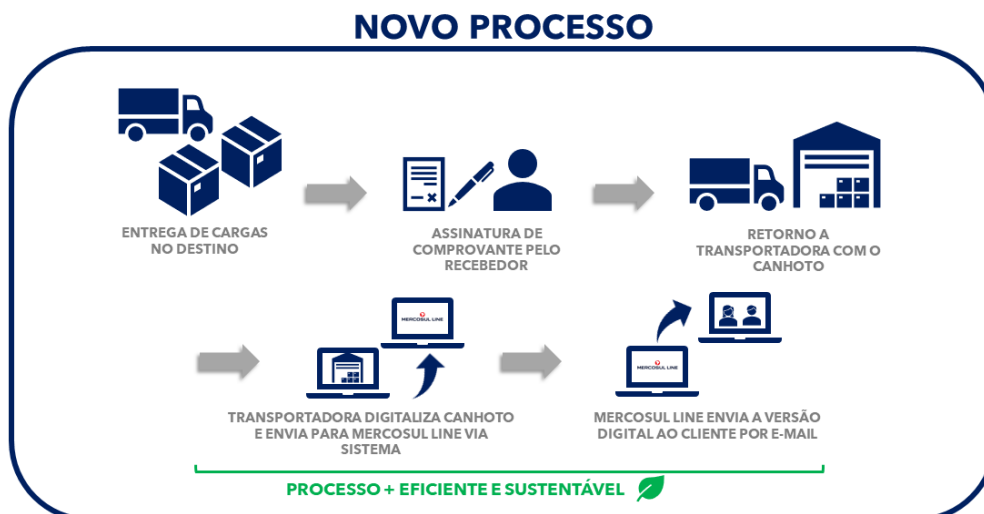 NOVO PROCESSO
ENTREGA DE CARGAS
NO DESTINO
ASSINATURA DE
COMPROVANTE PELO
RECEBEDOR
RETORNO A
TRANSPORTADORA COM O
CANHOTO
MERCOSUL LINE
MERCOSUL LINE
TRANSPORTADORA DIGITALIZA CANHOTO
E ENVIA PARA MERCOSUL LINE VIA
SISTEMA
MERCOSUL LINE ENVIA A VERSÃO
DIGITAL AO CLIENTE POR E-MAIL
PROCESSO + EFICIENTE E SUSTENTÁVEL